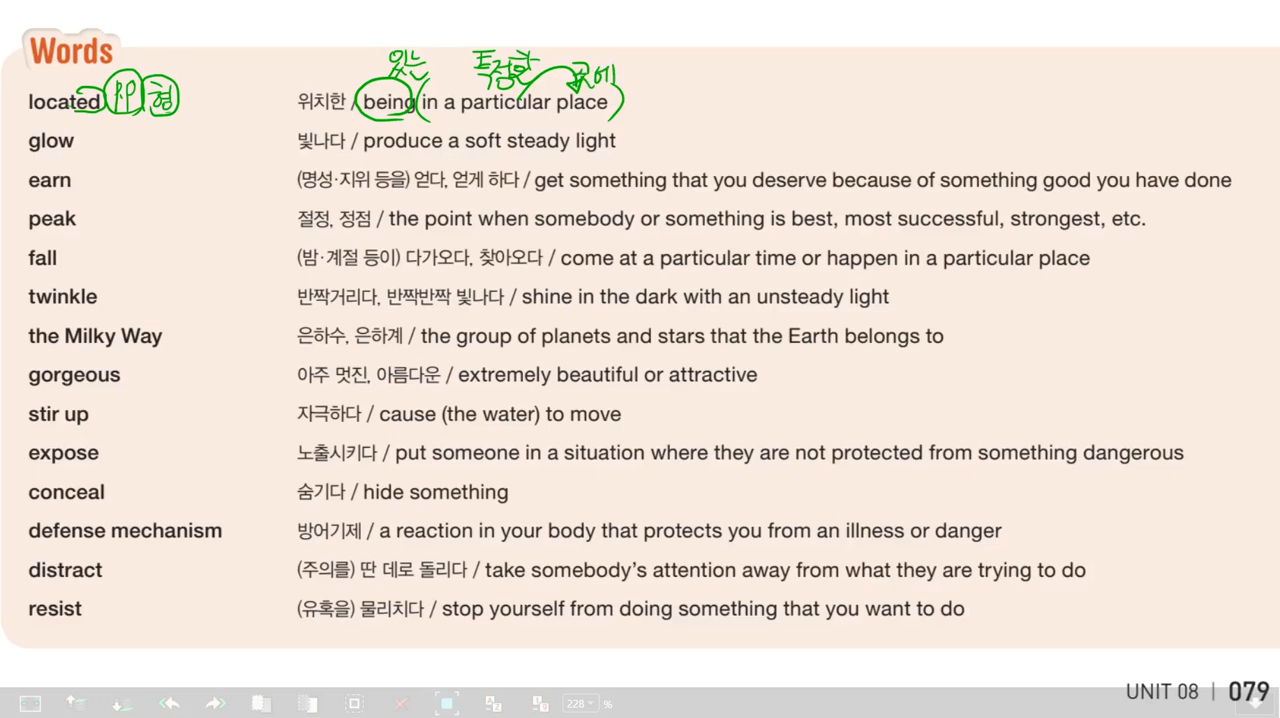 Words
있는 특정한 곳에
located pp 형 위치한 / being in a particular place
glow 빛나다 / produce a soft steady light
earn (명성·지위 등을) 얻다, 얻게 하다 / get something that you deserve because of something good you have done
peak 절정, 정점 / the point when somebody or something is best, most successful, strongest, etc.
fall (밤·계절 등이) 다가오다, 찾아오다 / come at a particular time or happen in a particular place
twinkle 반짝거리다, 반짝반짝 빛나다 / shine in the dark with an unsteady light
the Milky Way 은하수, 은하계 / the group of planets and stars that the Earth belongs to
gorgeous 아주 멋진, 아름다운 / extremely beautiful or attractive
stir up 자극하다 / cause (the water) to move
expose 노출시키다 / put someone in a situation where they are not protected from something dangerous
conceal 숨기다 / hide something
defense mechanism 방어기제 / a reaction in your body that protects you from an illness or danger
distract (주의를) 딴 데로 돌리다 / take somebody's attention away from what they are trying to do
resist (유혹을) 물리치다 / stop yourself from doing something that you want to do
UNIT 08 | 079
228 %